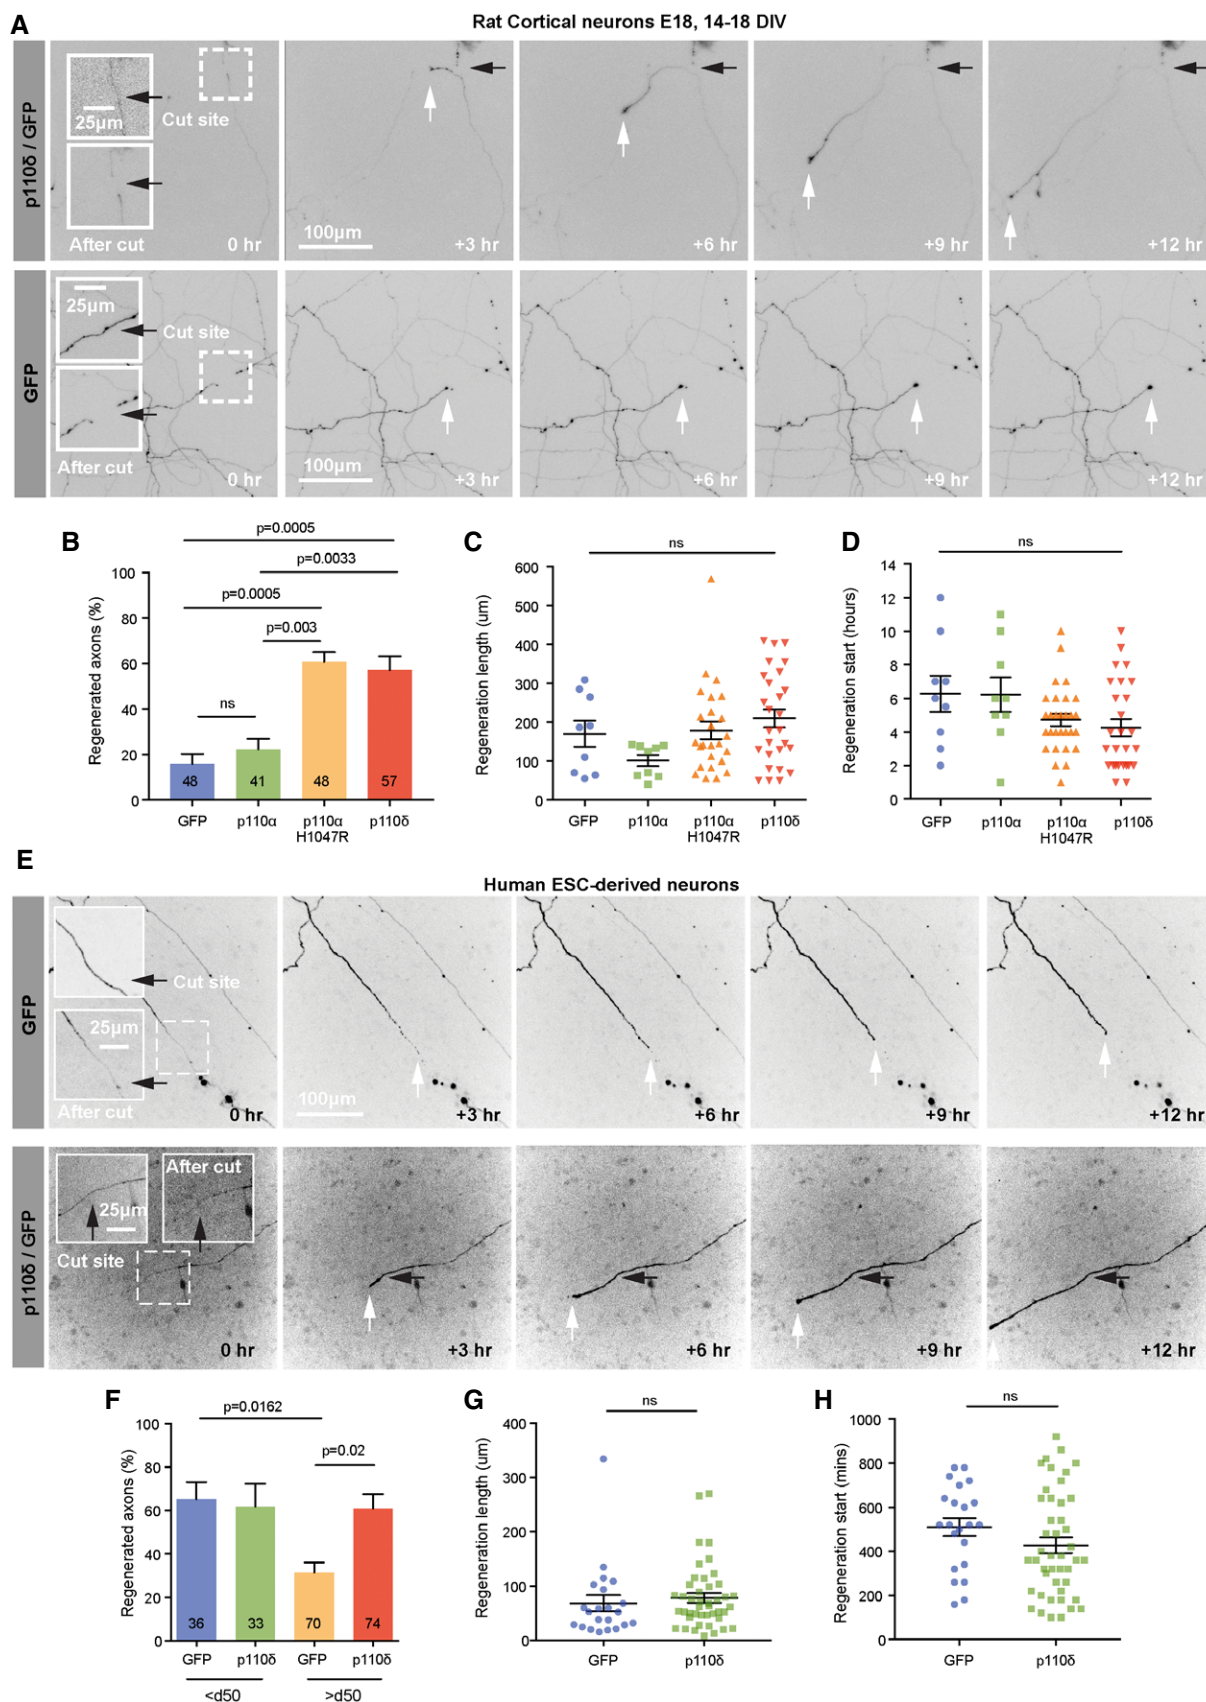 A
Rat Cortical neurons E18, 14-18 DIV
p110δ / GFP
25µm
Cut site
After cut
0 hr
100µm
+3 hr
+6 hr
+9 hr
+12 hr
GFP
25µm
Cut site
After cut
0 hr
100µm
+3 hr
+6 hr
+9 hr
+12 hr
B
p=0.0005
p=0.0033
p=0.0005
p=0.003
ns
Regenerated axons (%)
100
80
60
40
20
0
48
41
48
57
GFP
p110α
p110α H1047R
p110δ
C
ns
Regeneration length (um)
600
500
400
300
200
100
0
GFP
p110α
p110α H1047R
p110δ
D
ns
Regeneration start (hours)
14
12
10
8
6
4
2
0
GFP
p110α
p110α H1047R
p110δ
E
Human ESC-derived neurons
GFP
Cut site
25µm
After cut
0 hr
100µm
+3 hr
+6 hr
+9 hr
+12 hr
p110δ / GFP
After cut
25µm
Cut site
0 hr
+3 hr
+6 hr
+9 hr
+12 hr
F
p=0.0162
p=0.02
Regenerated axons (%)
100
80
60
40
20
0
36
33
70
74
GFP
p110δ
GFP
p110δ
<d50
>d50
G
ns
Regeneration length (um)
400
300
200
100
0
GFP
p110δ
H
ns
Regeneration start (mins)
1000
800
600
400
200
0
GFP
p110δ